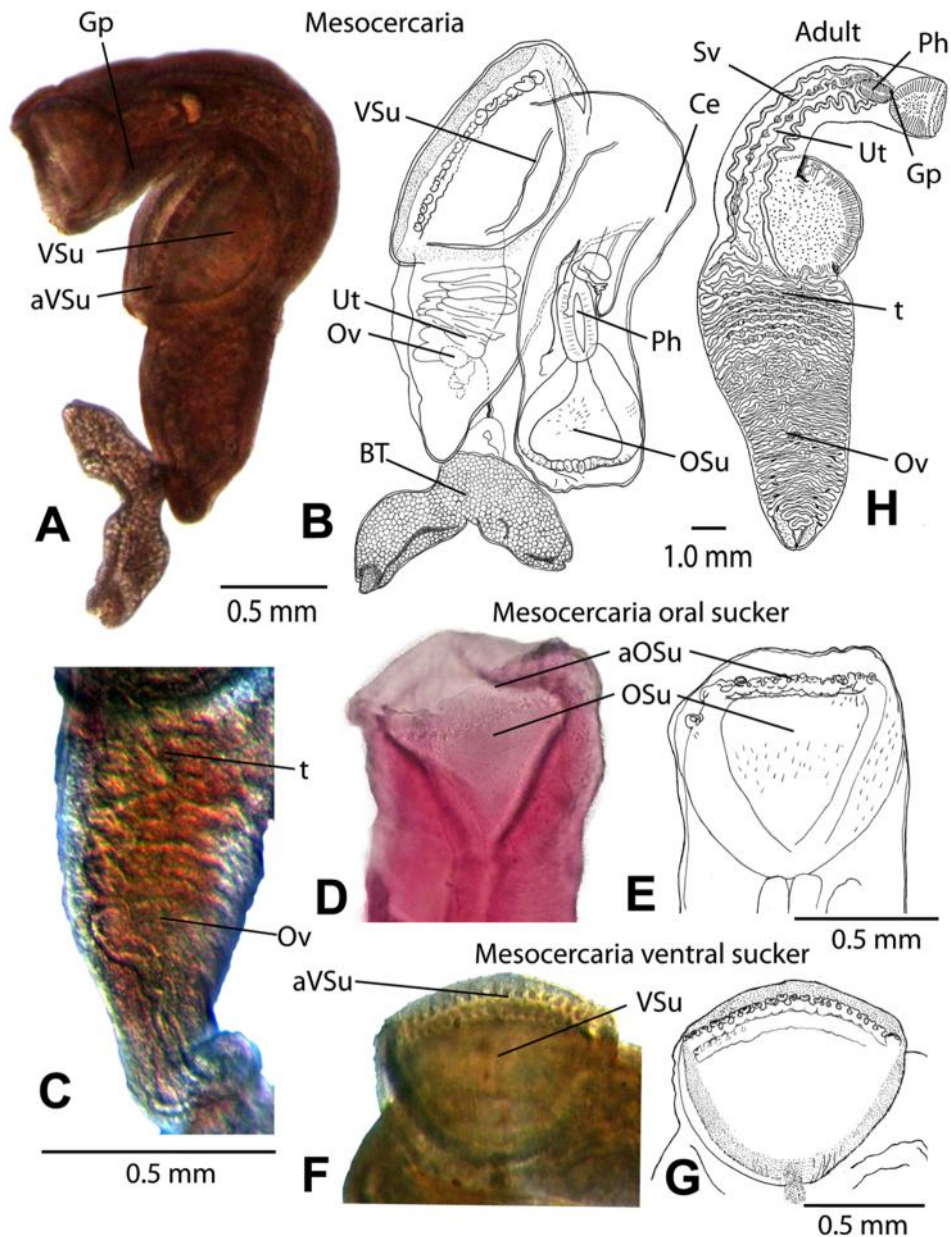 Gp
Mesocercaria
Adult
Ph
Sv
VSu
Ce
Ut
Gp
VSu
aVSu
Ut
Ov
t
Ph
BT
OSu
Ov
A
B
H
1.0 mm
0.5 mm
Mesocercaria oral sucker
aOSu
OSu
t
D
E
0.5 mm
Ov
Mesocercaria ventral sucker
aVSu
VSu
C
F
G
0.5 mm
0.5 mm